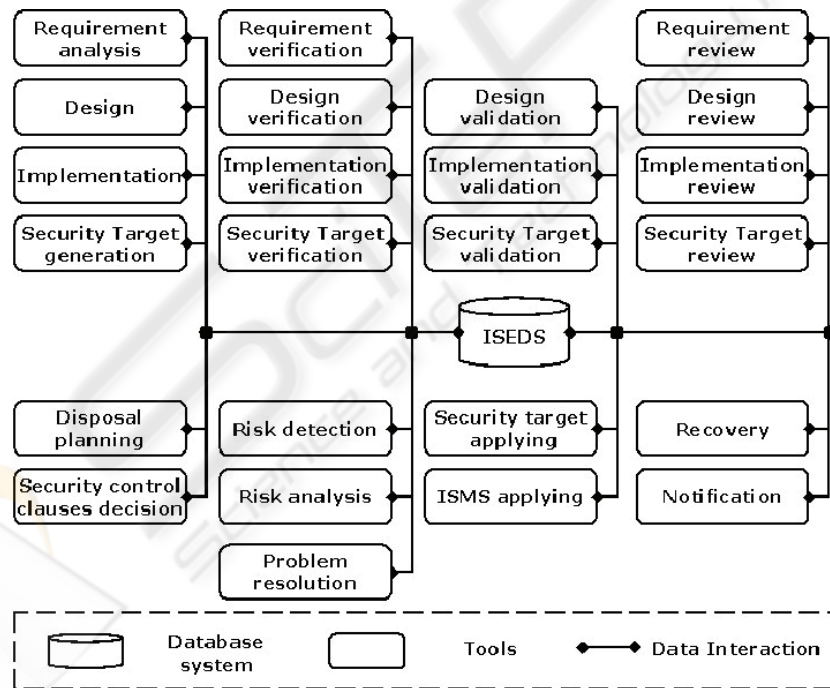 Requirement analysis
Requirement verification
Requirement review
Design
Design verification
Design validation
Design review
Implementation
Implementation verification
Implementation validation
Implementation review
Security Target generation
Security Target verification
Security Target validation
Security Target review
ISEDS
Disposal planning
Risk detection
Security target applying
Recovery
Security control clauses decision
Risk analysis
ISMS applying
Notification
Problem resolution
Database system
Tools
Data Interaction
Science and Technology